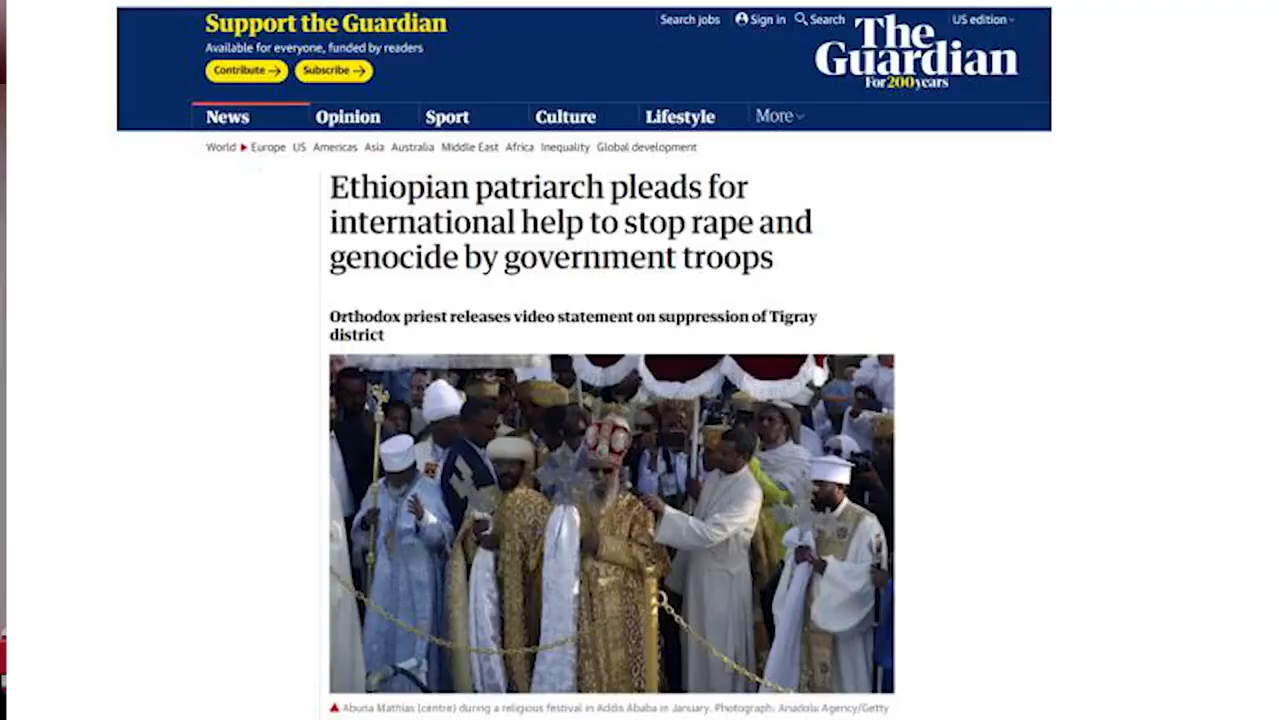 Support the Guardian
Available for everyone, funded by readers
Contribute →
Subscribe →
Search jobs
Sign in
Search
US edition
The
Guardian
For 200 years
News
Opinion
Sport
Culture
Lifestyle
More
World Europe US Americas Asia Australia Middle East Africa Inequality Global development
Ethiopian patriarch pleads for
international help to stop rape and
genocide by government troops
Orthodox priest releases video statement on suppression of Tigray
district
Abuna Mathias (centre) during a religious festival in Addis Ababa in January. Photograph: Anadolu Agency/Getty